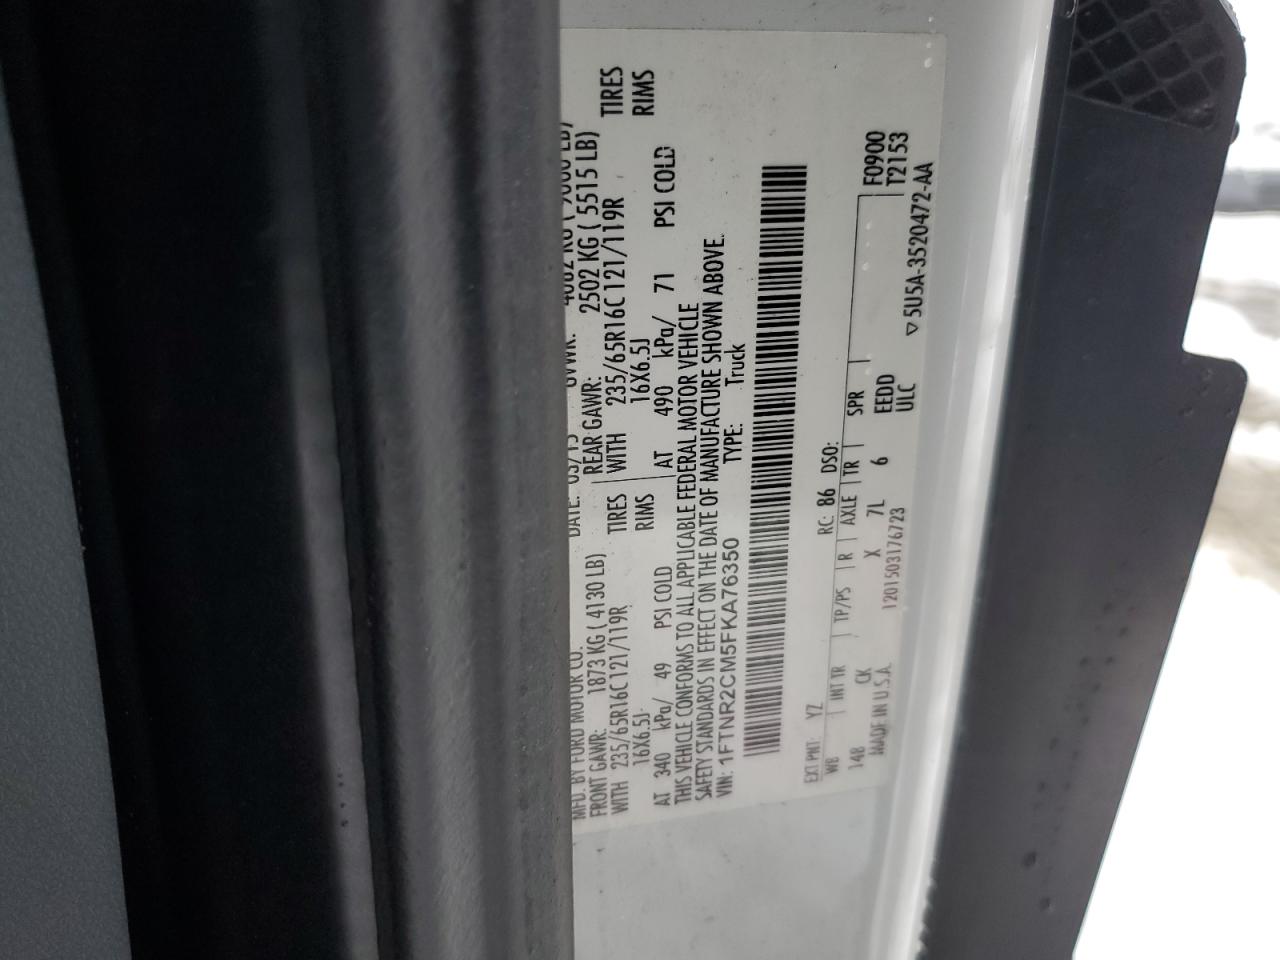 MFD. BY FORD MOTOR CO.
DATE: 03/15 GVWR:
FRONT GAWR: 1873 KG ( 4130 LB) REAR GAWR: 2502 KG ( 5515 LB)
WITH 235/65R16C 121/119R TIRES WITH 235/65R16C 121/119R TIRES
16X6.5J RIMS 16X6.5J RIMS
AT 340 kPa/ 49 PSI COLD AT 490 kPa/ 71 PSI COLD
THIS VEHICLE CONFORMS TO ALL APPLICABLE FEDERAL MOTOR VEHICLE
SAFETY STANDARDS IN EFFECT ON THE DATE OF MANUFACTURE SHOWN ABOVE.
VIN: 1FTNR2CM5FKA76350 TYPE: Truck
EXT PNT: YZ RC: 86 DSO:
WB INT TR TP/PS R AXLE TR SPR F0900
148 CK X 7L 6 EEDD T2153
MADE IN U.S.A. 1201503176723 ULC
5U5A-3520472-AA